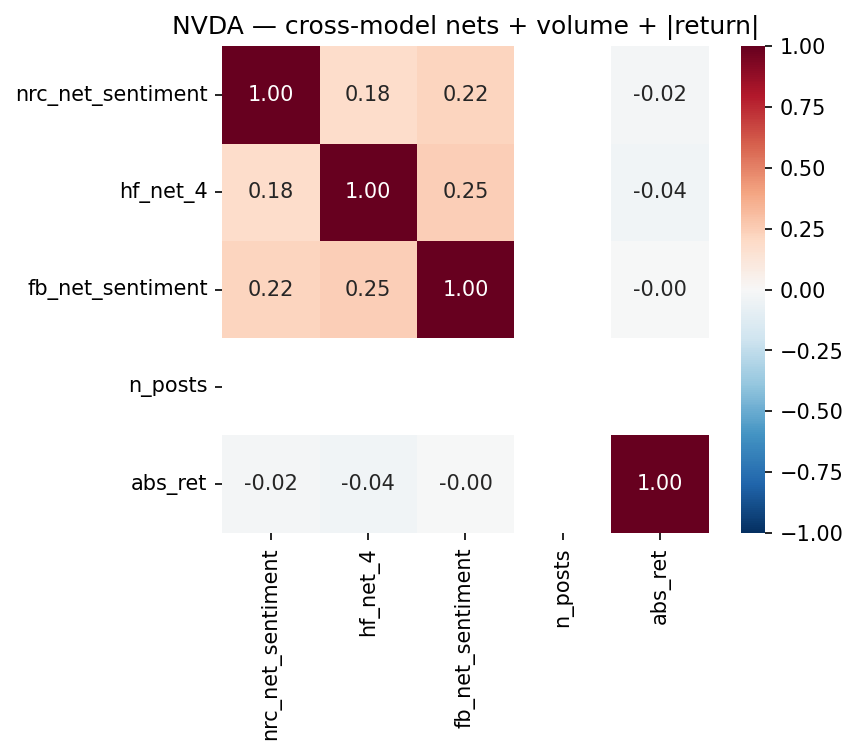 NVDA — cross-model nets + volume + |return|
nrc_net_sentiment 1.00 0.18 0.22 -0.02
hf_net_4 0.18 1.00 0.25 -0.04
fb_net_sentiment 0.22 0.25 1.00 -0.00
n_posts
abs_ret -0.02 -0.04 -0.00 1.00
nrc_net_sentiment
hf_net_4
fb_net_sentiment
n_posts
abs_ret
1.00
0.75
0.50
0.25
0.00
−0.25
−0.50
−0.75
−1.00